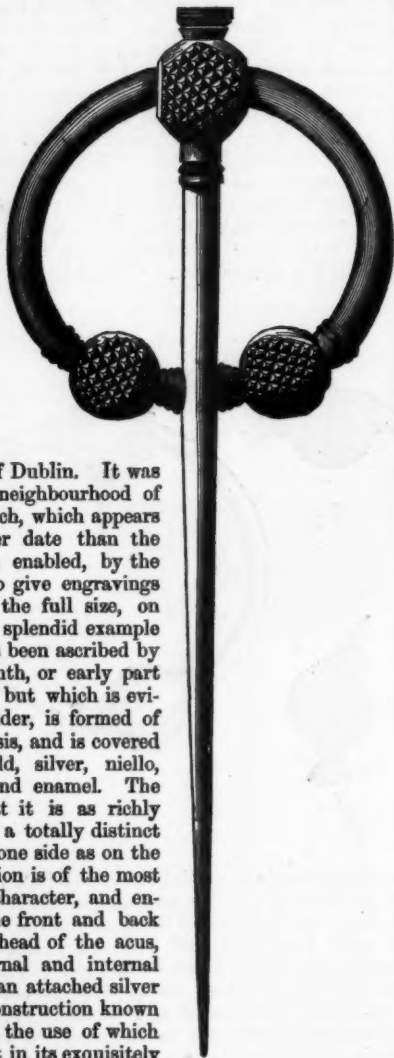 f Dublin. It was
neighbourhood of
ch, which appears
er date than the
enabled, by the
o give engravings
the full size, on
splendid example
been ascribed by
nth, or early part
but which is evi-
der, is formed of
sis, and is covered
ld, silver, niello,
nd enamel. The
t it is as richly
a totally distinct
one side as on the
ion is of the most
haracter, and en-
e front and back
head of the acus,
nal and internal
an attached silver
onstruction known
the use of which
t in its exquisitely